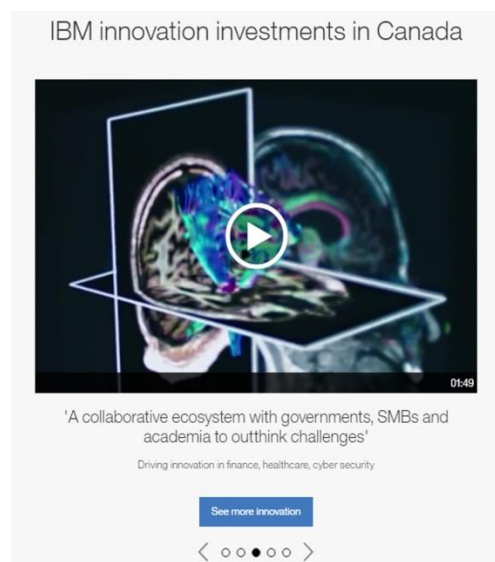 IBM innovation investments in Canada
01:49
'A collaborative ecosystem with governments, SMBs and
academia to outthink challenges'
Driving innovation in finance, healthcare, cyber security
See more innovation